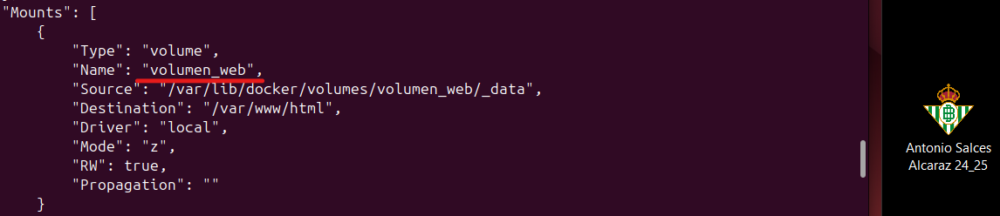 "Mounts": [
    {
        "Type": "volume",
        "Name": "volumen_web",
        "Source": "/var/lib/docker/volumes/volumen_web/_data",
        "Destination": "/var/www/html",
        "Driver": "local",
        "Mode": "z",
        "RW": true,
        "Propagation": ""
    }
Antonio Salces
Alcaraz 24_25